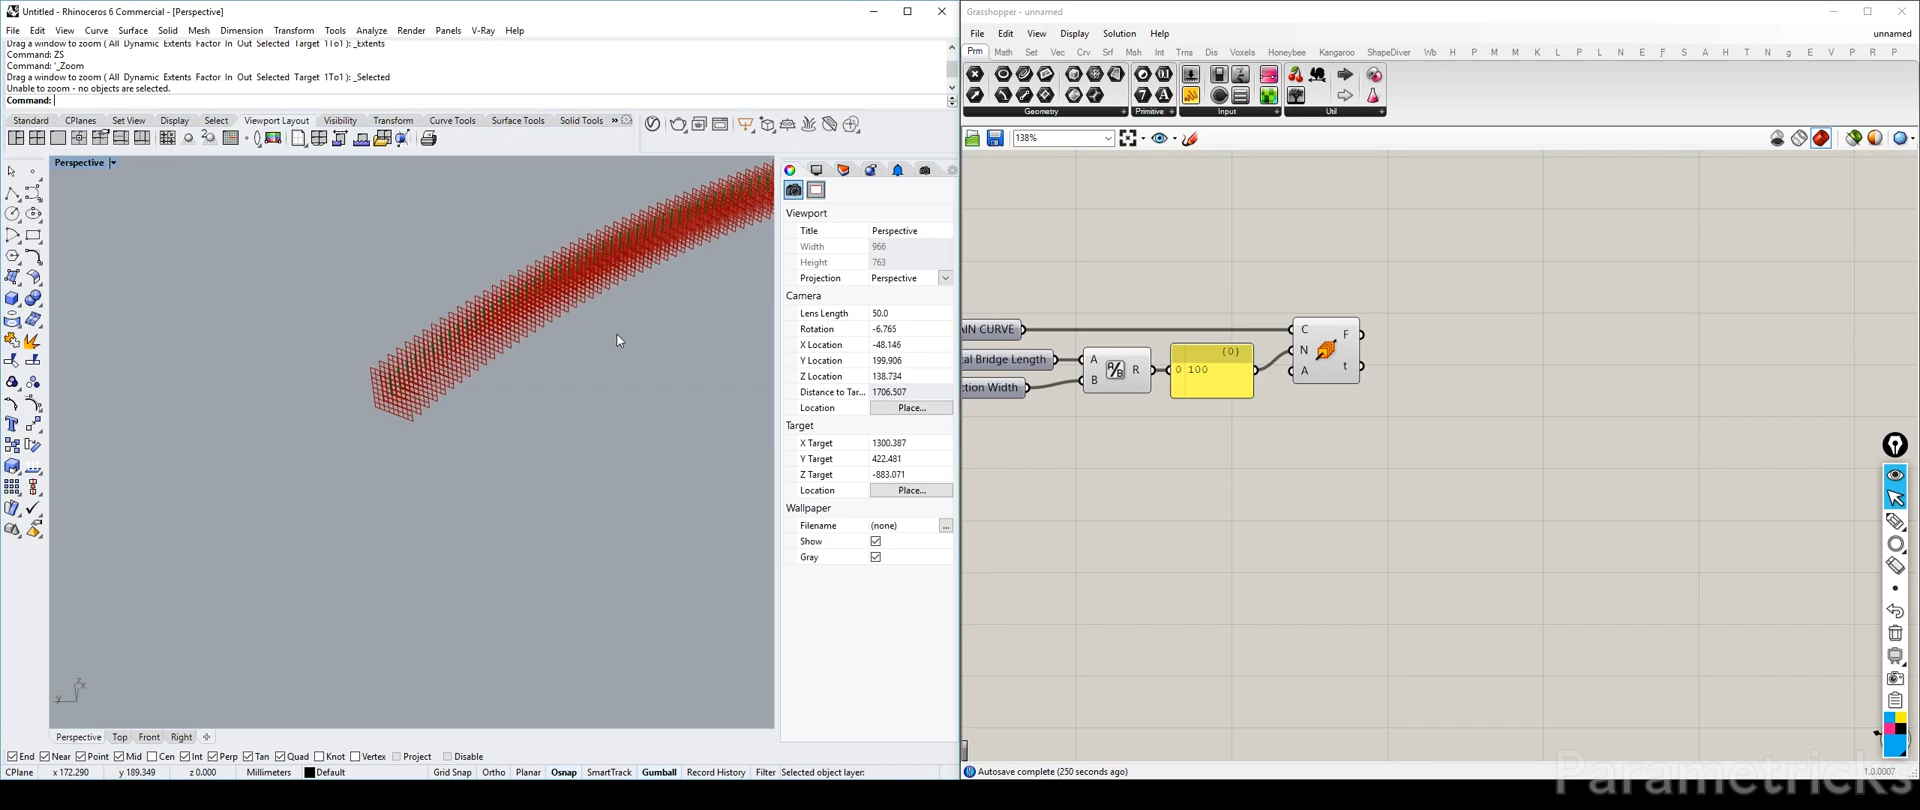 Untitled - Rhinoceros 6 Commercial - [Perspective]
File Edit View Curve Surface Solid Mesh Dimension Transform Tools Analyze Render Panels V-Ray Help
Drag a window to zoom ( All Dynamic Extents Factor In Out Selected Target 1To1 ): _Extents
Command: ZS
Command: '_Zoom
Drag a window to zoom ( All Dynamic Extents Factor In Out Selected Target 1To1 ): _Selected
Unable to zoom - no objects are selected.
Command:
Standard CPlanes Set View Display Select Viewport Layout Visibility Transform Curve Tools Surface Tools Solid Tools »
Perspective
Viewport
Title Perspective
Width 966
Height 763
Projection Perspective
Camera
Lens Length 50.0
Rotation -6.765
X Location -48.146
Y Location 199.906
Z Location 138.734
Distance to Tar... 1706.507
Location Place...
Target
X Target 1300.387
Y Target 422.481
Z Target -883.071
Location Place...
Wallpaper
Filename (none) ...
Show
Gray
z x
y
Perspective Top Front Right
End Near Point Mid Cen Int Perp Tan Quad Knot Vertex Project Disable
CPlane x 172.290 y 189.349 z 0.000 Millimeters Default Grid Snap Ortho Planar Osnap SmartTrack Gumball Record History Filter Selected object layer:
Grasshopper - unnamed
File Edit View Display Solution Help unnamed
Prm Math Set Vec Crv Srf Msh Int Trns Dis Voxels Honeybee Kangaroo ShapeDiver Wb H S P M M K L P L N E F S A L N H S D n g E V P R V
Geometry Primitive Input Util
138%
AIN CURVE
al Bridge Length
ction Width
A
B
A/B
R
{0}
0 100
C
N
A
F
t
Autosave complete (250 seconds ago)
1.0.0007
Parametricks